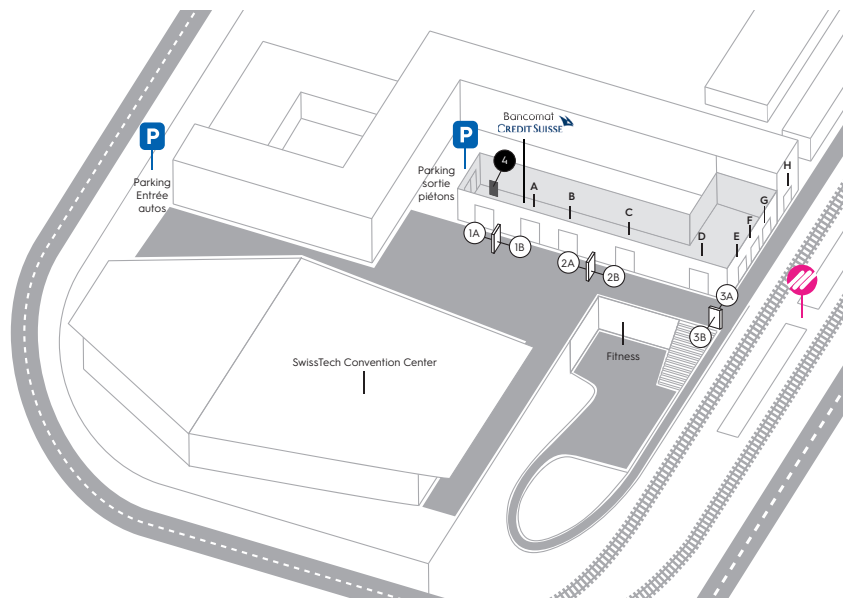 Bancomat
CREDIT SUISSE
P
P
4
Parking
Entrée
autos
Parking
sortie
piétons
H
A
B
C
G
F
D
E
1A
1B
2A
2B
3A
3B
Fitness
SwissTech Convention Center